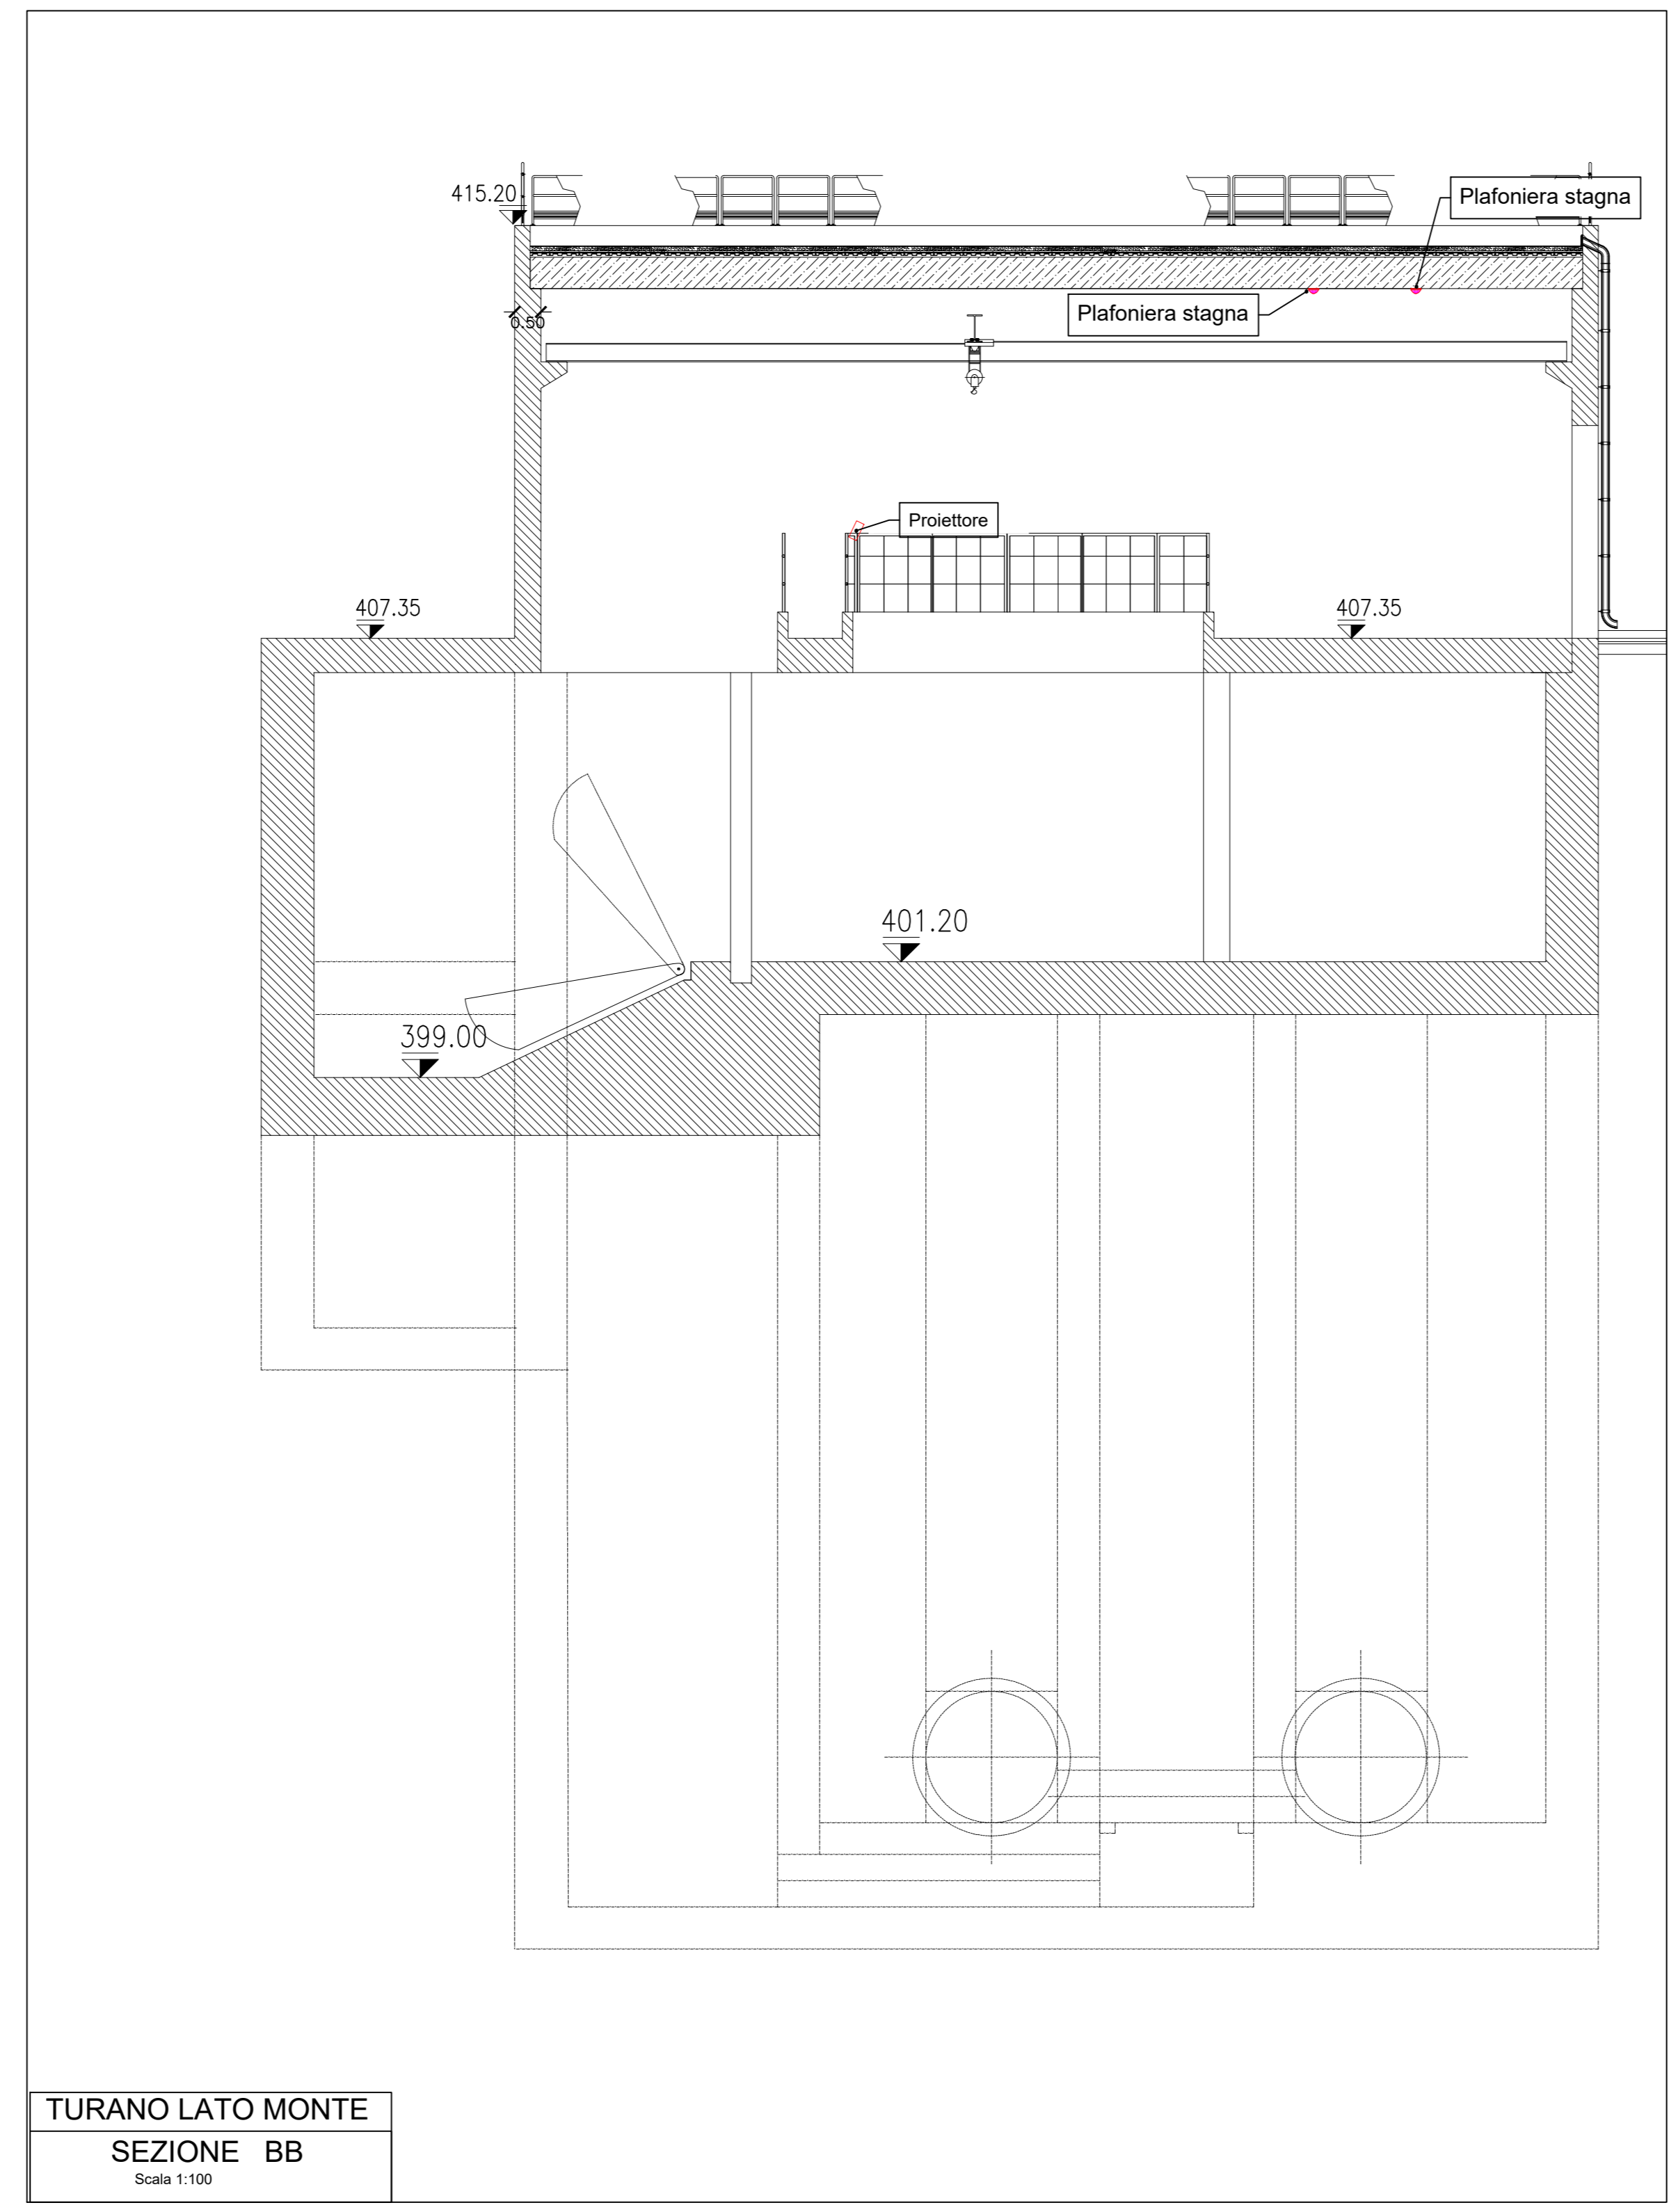 415.20
Plafoniera stagna
Plafoniera stagna
0.50
Proiettore
407.35
407.35
401.20
399.00
TURANO LATO MONTE
SEZIONE BB
Scala 1:100